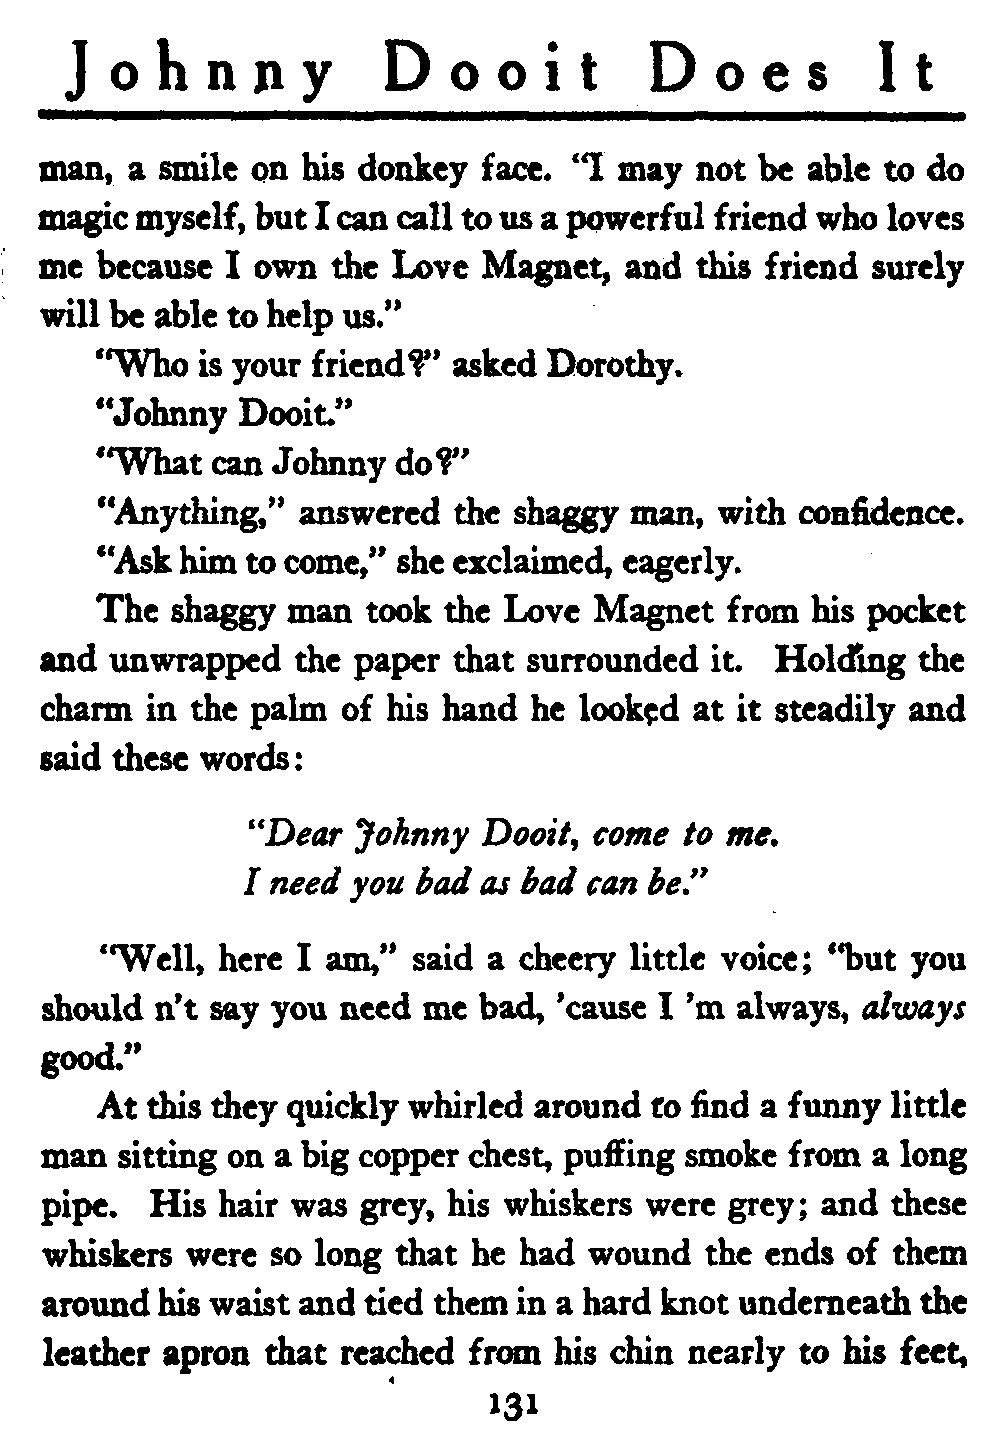 Johnny Dooit Does It
man, a smile on his donkey face. “I may not be able to do
magic myself, but I can call to us a powerful friend who loves
me because I own the Love Magnet, and this friend surely
will be able to help us.”
“Who is your friend?” asked Dorothy.
“Johnny Dooit.”
“What can Johnny do?”
“Anything,” answered the shaggy man, with confidence.
“Ask him to come,” she exclaimed, eagerly.
The shaggy man took the Love Magnet from his pocket
and unwrapped the paper that surrounded it. Holding the
charm in the palm of his hand he looked at it steadily and
said these words:
“Dear Johnny Dooit, come to me.
I need you bad as bad can be.”
“Well, here I am,” said a cheery little voice; “but you
should n’t say you need me bad, ’cause I ’m always, always
good.”
At this they quickly whirled around to find a funny little
man sitting on a big copper chest, puffing smoke from a long
pipe. His hair was grey, his whiskers were grey; and these
whiskers were so long that he had wound the ends of them
around his waist and tied them in a hard knot underneath the
leather apron that reached from his chin nearly to his feet,
131